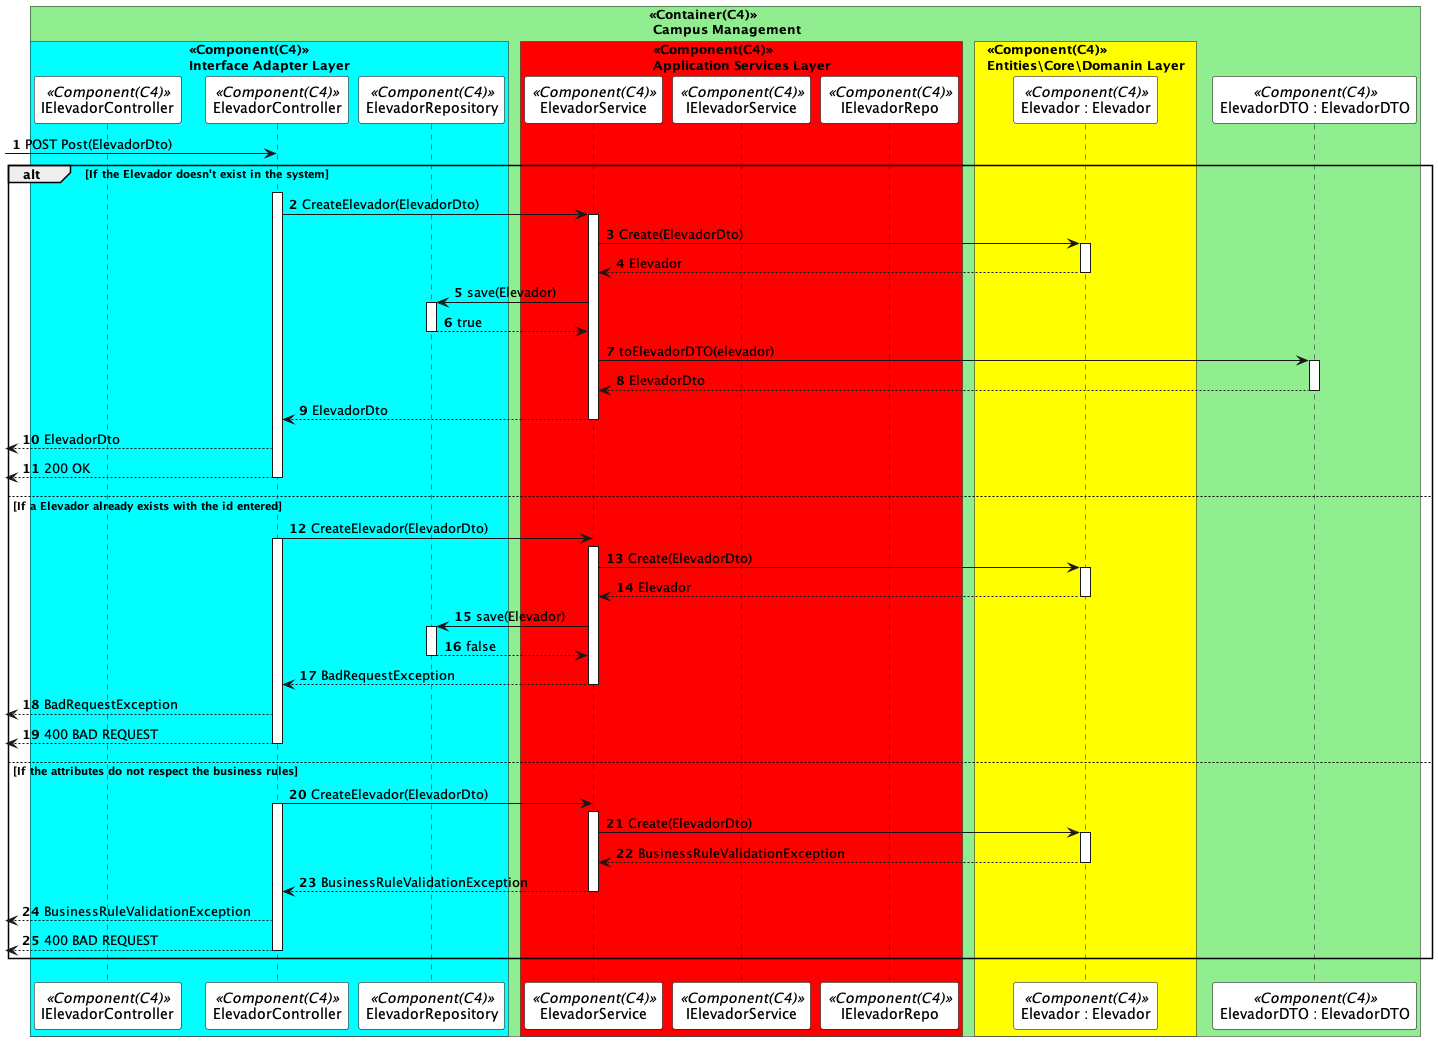 «Container(C4)»
Campus Management
«Component(C4)»
Interface Adapter Layer
«Component(C4)»
Application Services Layer
«Component(C4)»
Entities\Core\Domanin Layer
«Component(C4)»
IElevadorController
«Component(C4)»
ElevadorController
«Component(C4)»
ElevadorRepository
«Component(C4)»
ElevadorService
«Component(C4)»
IElevadorService
«Component(C4)»
IElevadorRepo
«Component(C4)»
Elevador : Elevador
«Component(C4)»
ElevadorDTO : ElevadorDTO
1 POST Post(ElevadorDto)
alt [If the Elevador doesn't exist in the system]
2 CreateElevador(ElevadorDto)
3 Create(ElevadorDto)
4 Elevador
5 save(Elevador)
6 true
7 toElevadorDTO(elevador)
8 ElevadorDto
9 ElevadorDto
10 ElevadorDto
11 200 OK
[If a Elevador already exists with the id entered]
12 CreateElevador(ElevadorDto)
13 Create(ElevadorDto)
14 Elevador
15 save(Elevador)
16 false
17 BadRequestException
18 BadRequestException
19 400 BAD REQUEST
[If the attributes do not respect the business rules]
20 CreateElevador(ElevadorDto)
21 Create(ElevadorDto)
22 BusinessRuleValidationException
23 BusinessRuleValidationException
24 BusinessRuleValidationException
25 400 BAD REQUEST
«Component(C4)»
IElevadorController
«Component(C4)»
ElevadorController
«Component(C4)»
ElevadorRepository
«Component(C4)»
ElevadorService
«Component(C4)»
IElevadorService
«Component(C4)»
IElevadorRepo
«Component(C4)»
Elevador : Elevador
«Component(C4)»
ElevadorDTO : ElevadorDTO